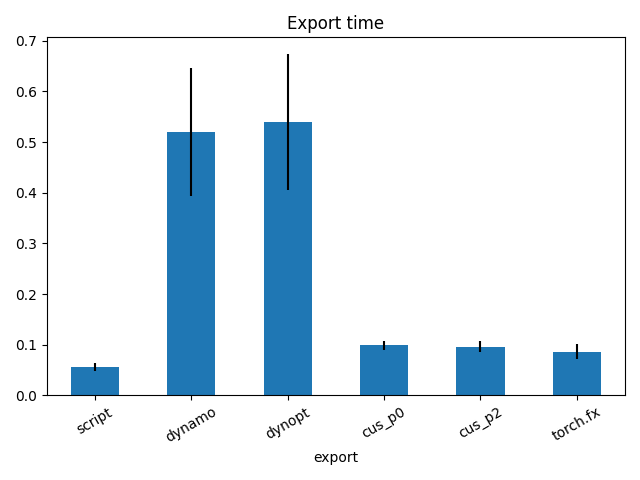 Export time
0.7
0.6
0.5
0.4
0.3
0.2
0.1
0.0
script
dynamo
dynopt
cus_p0
cus_p2
torch.fx
export